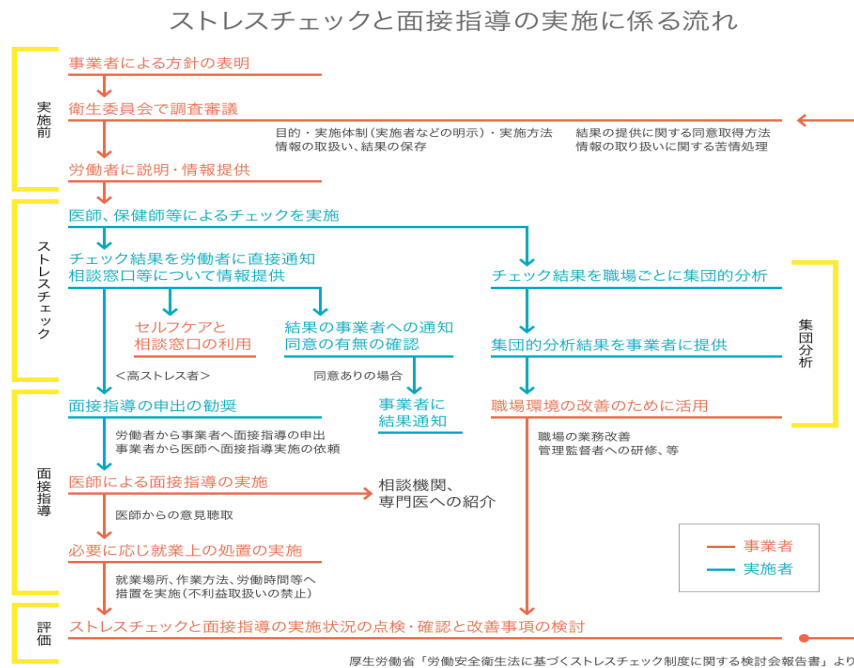 ストレスチェックと面接指導の実施に係る流れ
実施前
事業者による方針の表明
衛生委員会で調査審議
目的・実施体制(実施者などの明示)・実施方法
情報の取扱い、結果の保存
結果の提供に関する同意取得方法
情報の取り扱いに関する苦情処理
労働者に説明・情報提供
ストレスチェック
医師、保健師等によるチェックを実施
チェック結果を労働者に直接通知
相談窓口等について情報提供
セルフケアと
相談窓口の利用
結果の事業者への通知
同意の有無の確認
<高ストレス者>
同意ありの場合
事業者に
結果通知
集団分析
チェック結果を職場ごとに集団的分析
集団的分析結果を事業者に提供
職場環境の改善のために活用
職場の業務改善
管理監督者への研修、等
面接指導
面接指導の申出の勧奨
労働者から事業者へ面接指導の申出
事業者から医師へ面接指導実施の依頼
医師による面接指導の実施
相談機関、
専門医への紹介
医師からの意見聴取
必要に応じ就業上の処置の実施
就業場所、作業方法、労働時間等へ
措置を実施(不利益取扱いの禁止)
事業者
実施者
評価
ストレスチェックと面接指導の実施状況の点検・確認と改善事項の検討
厚生労働省「労働安全衛生法に基づくストレスチェック制度に関する検討会報告書」より